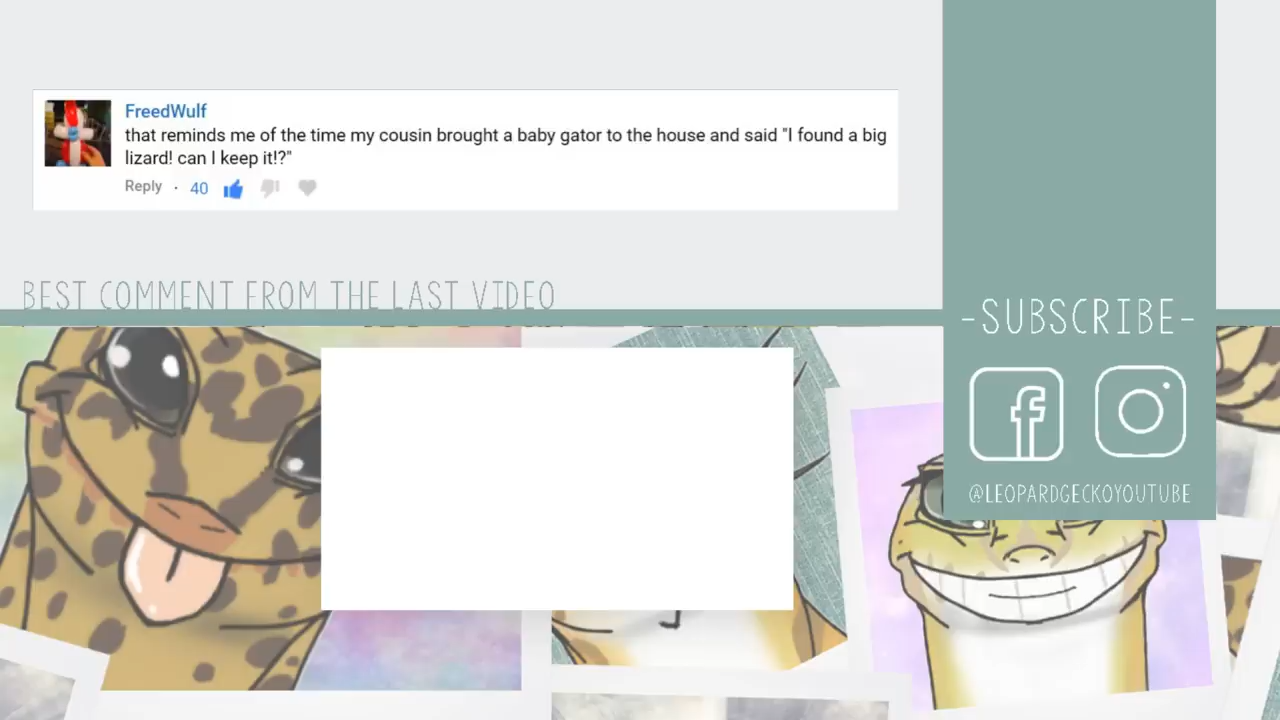 FreedWulf
that reminds me of the time my cousin brought a baby gator to the house and said "I found a big
lizard! can I keep it!?"
Reply · 40
BEST COMMENT FROM THE LAST VIDEO
-SUBSCRIBE-
@LEOPARDGECKOYOUTUBE